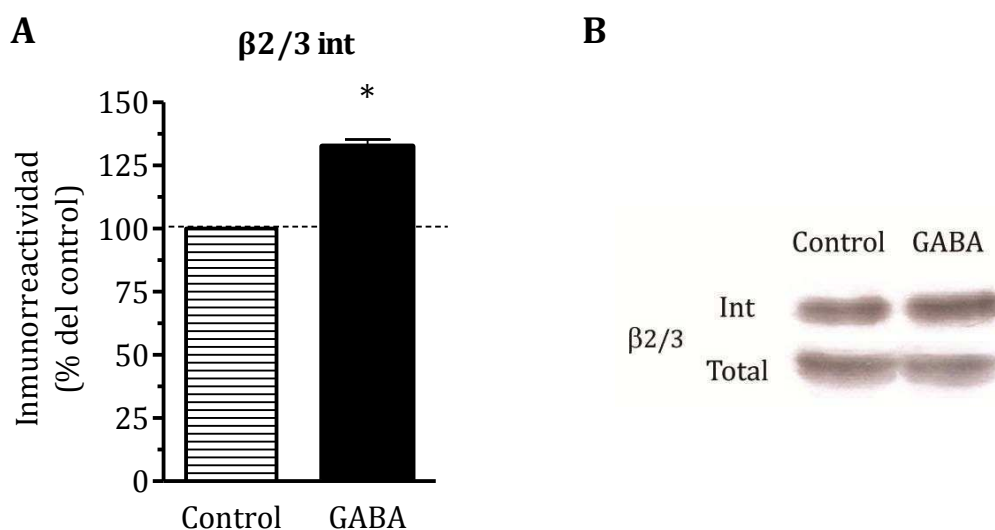 A
β2/3 int
*
150
125
100
75
50
25
0
Inmunorreactividad
(% del control)
Control GABA
B
Control GABA
β2/3
Int
Total